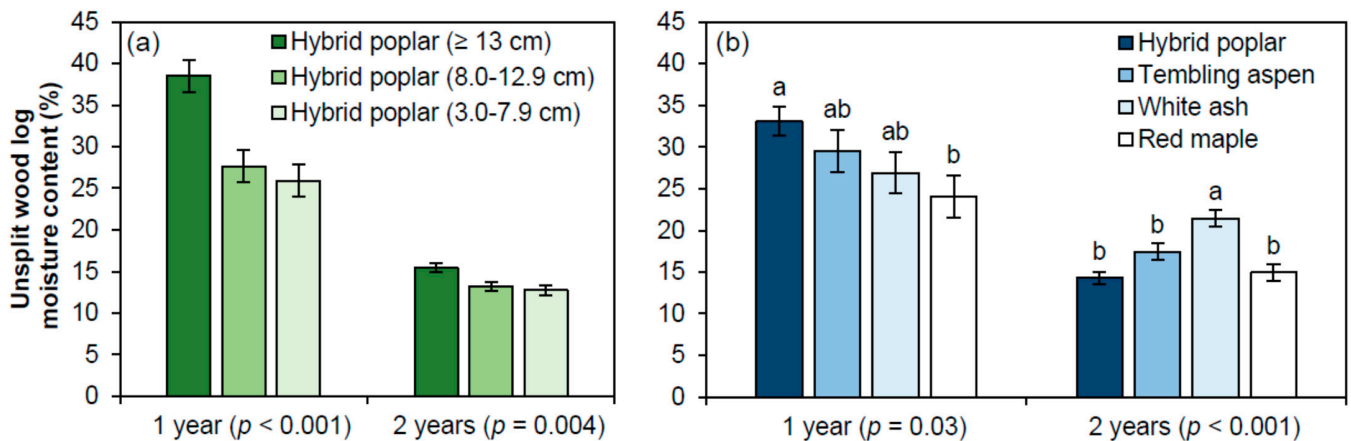 Unsplit wood log
moisture content (%)
(a)
45
40
35
30
25
20
15
10
5
0
Hybrid poplar (≥ 13 cm)
Hybrid poplar (8.0-12.9 cm)
Hybrid poplar (3.0-7.9 cm)
1 year (p < 0.001)
2 years (p = 0.004)
(b)
45
40
35
30
25
20
15
10
5
0
Hybrid poplar
Tembling aspen
White ash
Red maple
a
ab
ab
b
b
b
a
b
1 year (p = 0.03)
2 years (p < 0.001)